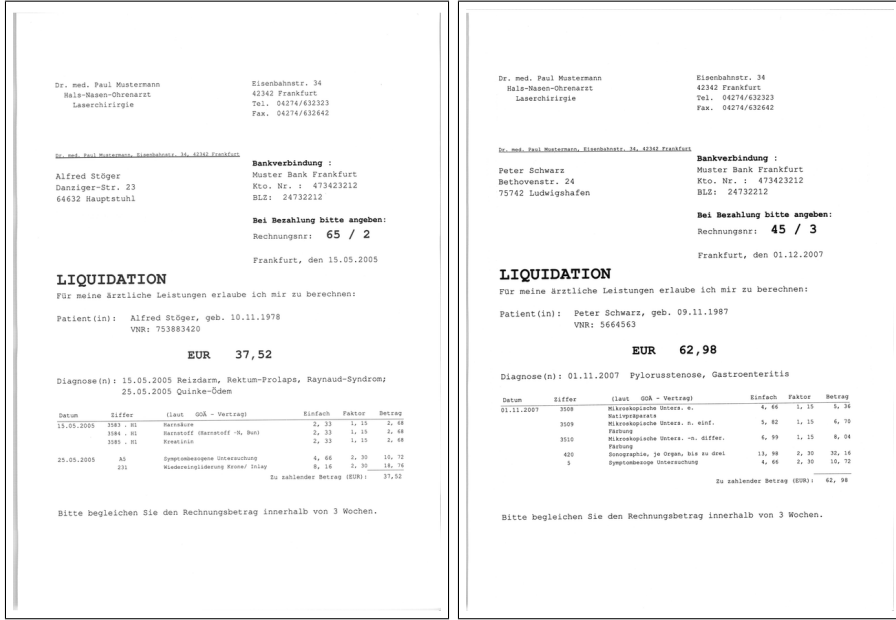 Dr. med. Paul Mustermann
Hals-Nasen-Ohrenarzt
Laserchirirgie
Eisenbahnstr. 34
42342 Frankfurt
Tel. 04274/632323
Fax. 04274/632642
Dr. med. Paul Mustermann, Eisenbahnstr. 34, 42342 Frankfurt
Alfred Stöger
Danziger-Str. 23
64632 Hauptstuhl
Bankverbindung :
Muster Bank Frankfurt
Kto. Nr. : 473423212
BLZ: 24732212
Bei Bezahlung bitte angeben:
Rechnungsnr: 65 / 2
Frankfurt, den 15.05.2005
LIQUIDATION
Für meine ärztliche Leistungen erlaube ich mir zu berechnen:
Patient(in): Alfred Stöger, geb. 10.11.1978
VNR: 753883420
EUR 37,52
Diagnose(n): 15.05.2005 Reizdarm, Rektum-Prolaps, Raynaud-Syndrom;
25.05.2005 Quinke-Ödem
Datum Ziffer (laut GOÄ - Vertrag) Einfach Faktor Betrag
15.05.2005 3583 . H1 Harnsäure 2, 33 1, 15 2, 68
3584 . H1 Harnstoff (Harnstoff -N, Bun) 2, 33 1, 15 2, 68
3585 . H1 Kreatinin 2, 33 1, 15 2, 68
25.05.2005 A5 Symptombezogene Untersuchung 4, 66 2, 30 10, 72
231 Wiedereingliderung Krone/ Inlay 8, 16 2, 30 18, 76
Zu zahlender Betrag (EUR): 37,52
Bitte begleichen Sie den Rechnungsbetrag innerhalb von 3 Wochen.
Dr. med. Paul Mustermann
Hals-Nasen-Ohrenarzt
Laserchirirgie
Eisenbahnstr. 34
42342 Frankfurt
Tel. 04274/632323
Fax. 04274/632642
Dr. med. Paul Mustermann, Eisenbahnstr. 34, 42342 Frankfurt
Peter Schwarz
Bethovenstr. 24
75742 Ludwigshafen
Bankverbindung :
Muster Bank Frankfurt
Kto. Nr. : 473423212
BLZ: 24732212
Bei Bezahlung bitte angeben:
Rechnungsnr: 45 / 3
Frankfurt, den 01.12.2007
LIQUIDATION
Für meine ärztliche Leistungen erlaube ich mir zu berechnen:
Patient(in): Peter Schwarz, geb. 09.11.1987
VNR: 5664563
EUR 62,98
Diagnose(n): 01.11.2007 Pylorusstenose, Gastroenteritis
Datum Ziffer (laut GOÄ - Vertrag) Einfach Faktor Betrag
01.11.2007 3508 Mikroskopische Unters. e. 4, 66 1, 15 5, 36
Nativpräparats
3509 Mikroskopische Unters. n. einf. 5, 82 1, 15 6, 70
Färbung
3510 Mikroskopische Unters. -n. differ. 6, 99 1, 15 8, 04
Färbung
420 Sonographie, je Organ, bis zu drei 13, 98 2, 30 32, 16
5 Symptombezoge Untersuchung 4, 66 2, 30 10, 72
Zu zahlender Betrag (EUR): 62, 98
Bitte begleichen Sie den Rechnungsbetrag innerhalb von 3 Wochen.